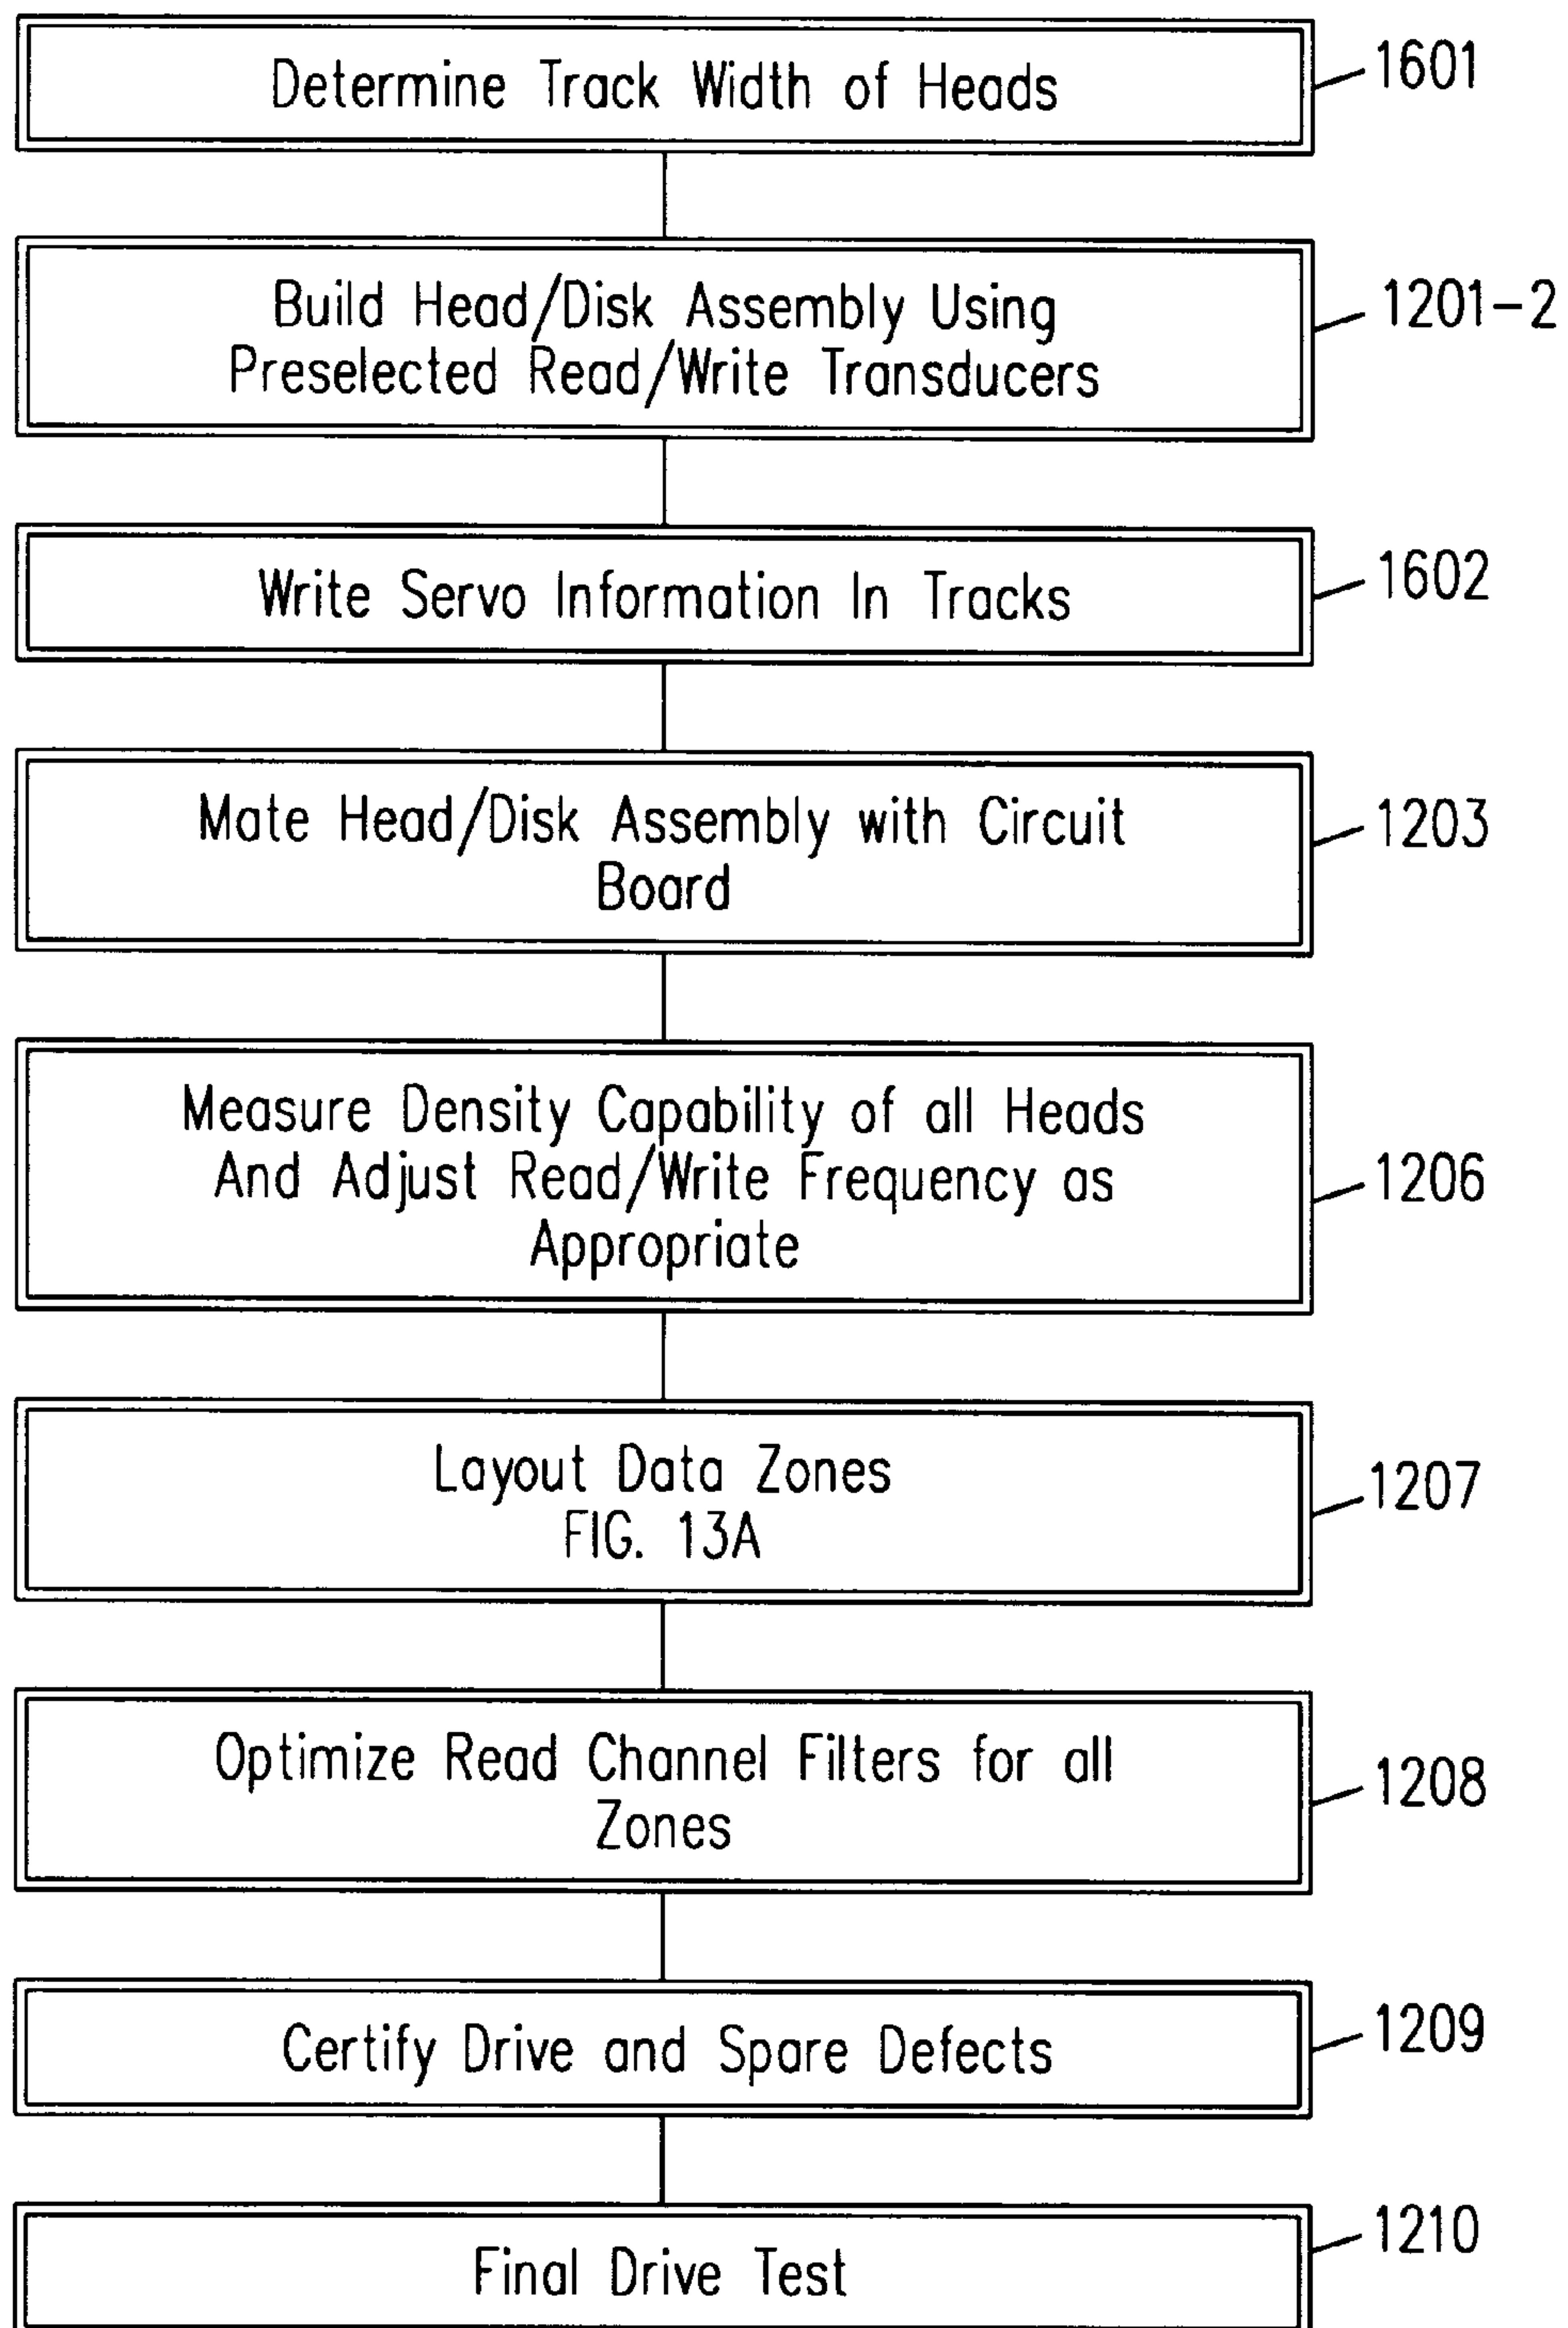 Determine Track Width of Heads
1601
Build Head/Disk Assembly Using
Preselected Read/Write Transducers
1201-2
Write Servo Information In Tracks
1602
Mate Head/Disk Assembly with Circuit
Board
1203
Measure Density Capability of all Heads
And Adjust Read/Write Frequency as
Appropriate
1206
Layout Data Zones
FIG. 13A
1207
Optimize Read Channel Filters for all
Zones
1208
Certify Drive and Spare Defects
1209
Final Drive Test
1210